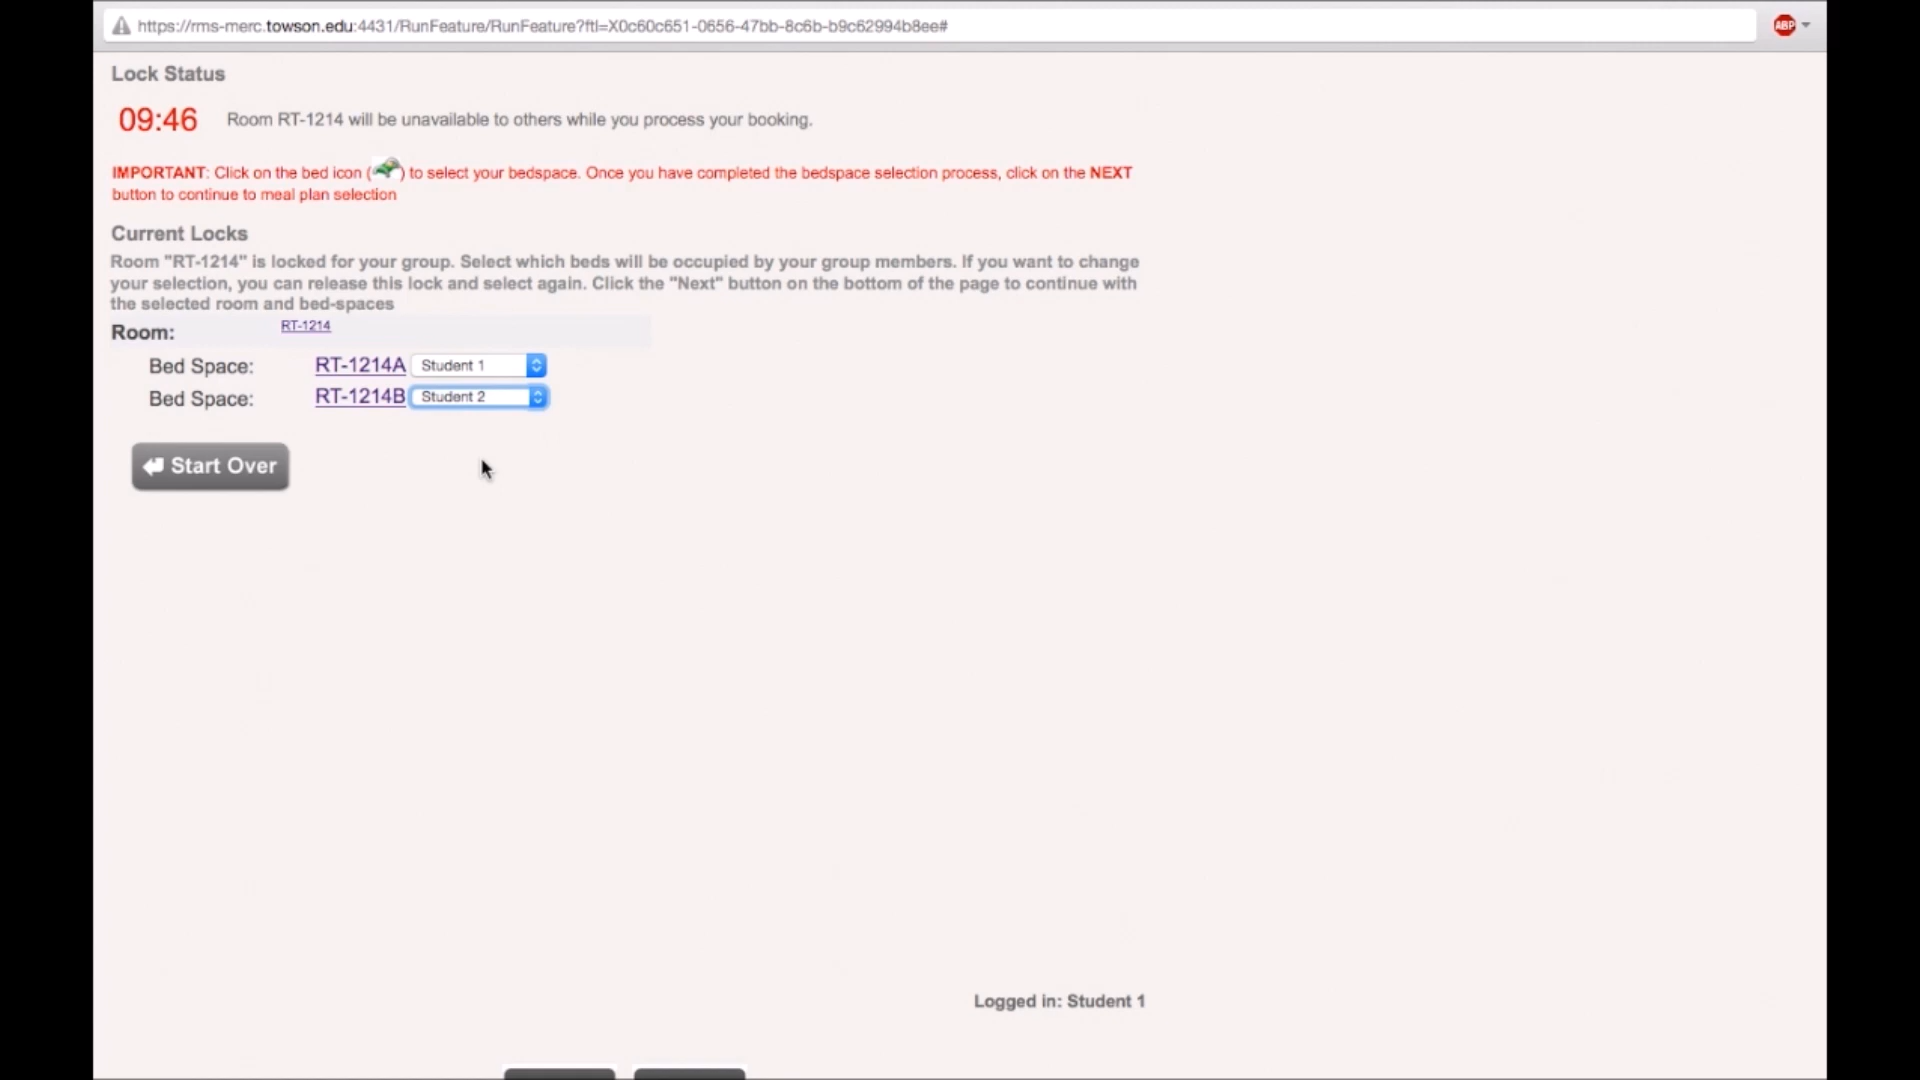 https://rms-merc.towson.edu:4431/RunFeature/RunFeature?ftl=X0c60c651-0656-47bb-8c6b-b9c62994b8ee#
ABP
Lock Status
09:46 Room RT-1214 will be unavailable to others while you process your booking.
IMPORTANT: Click on the bed icon ( ) to select your bedspace. Once you have completed the bedspace selection process, click on the NEXT
button to continue to meal plan selection
Current Locks
Room "RT-1214" is locked for your group. Select which beds will be occupied by your group members. If you want to change
your selection, you can release this lock and select again. Click the "Next" button on the bottom of the page to continue with
the selected room and bed-spaces
Room: RT-1214
Bed Space: RT-1214A Student 1
Bed Space: RT-1214B Student 2
Start Over
Logged in: Student 1